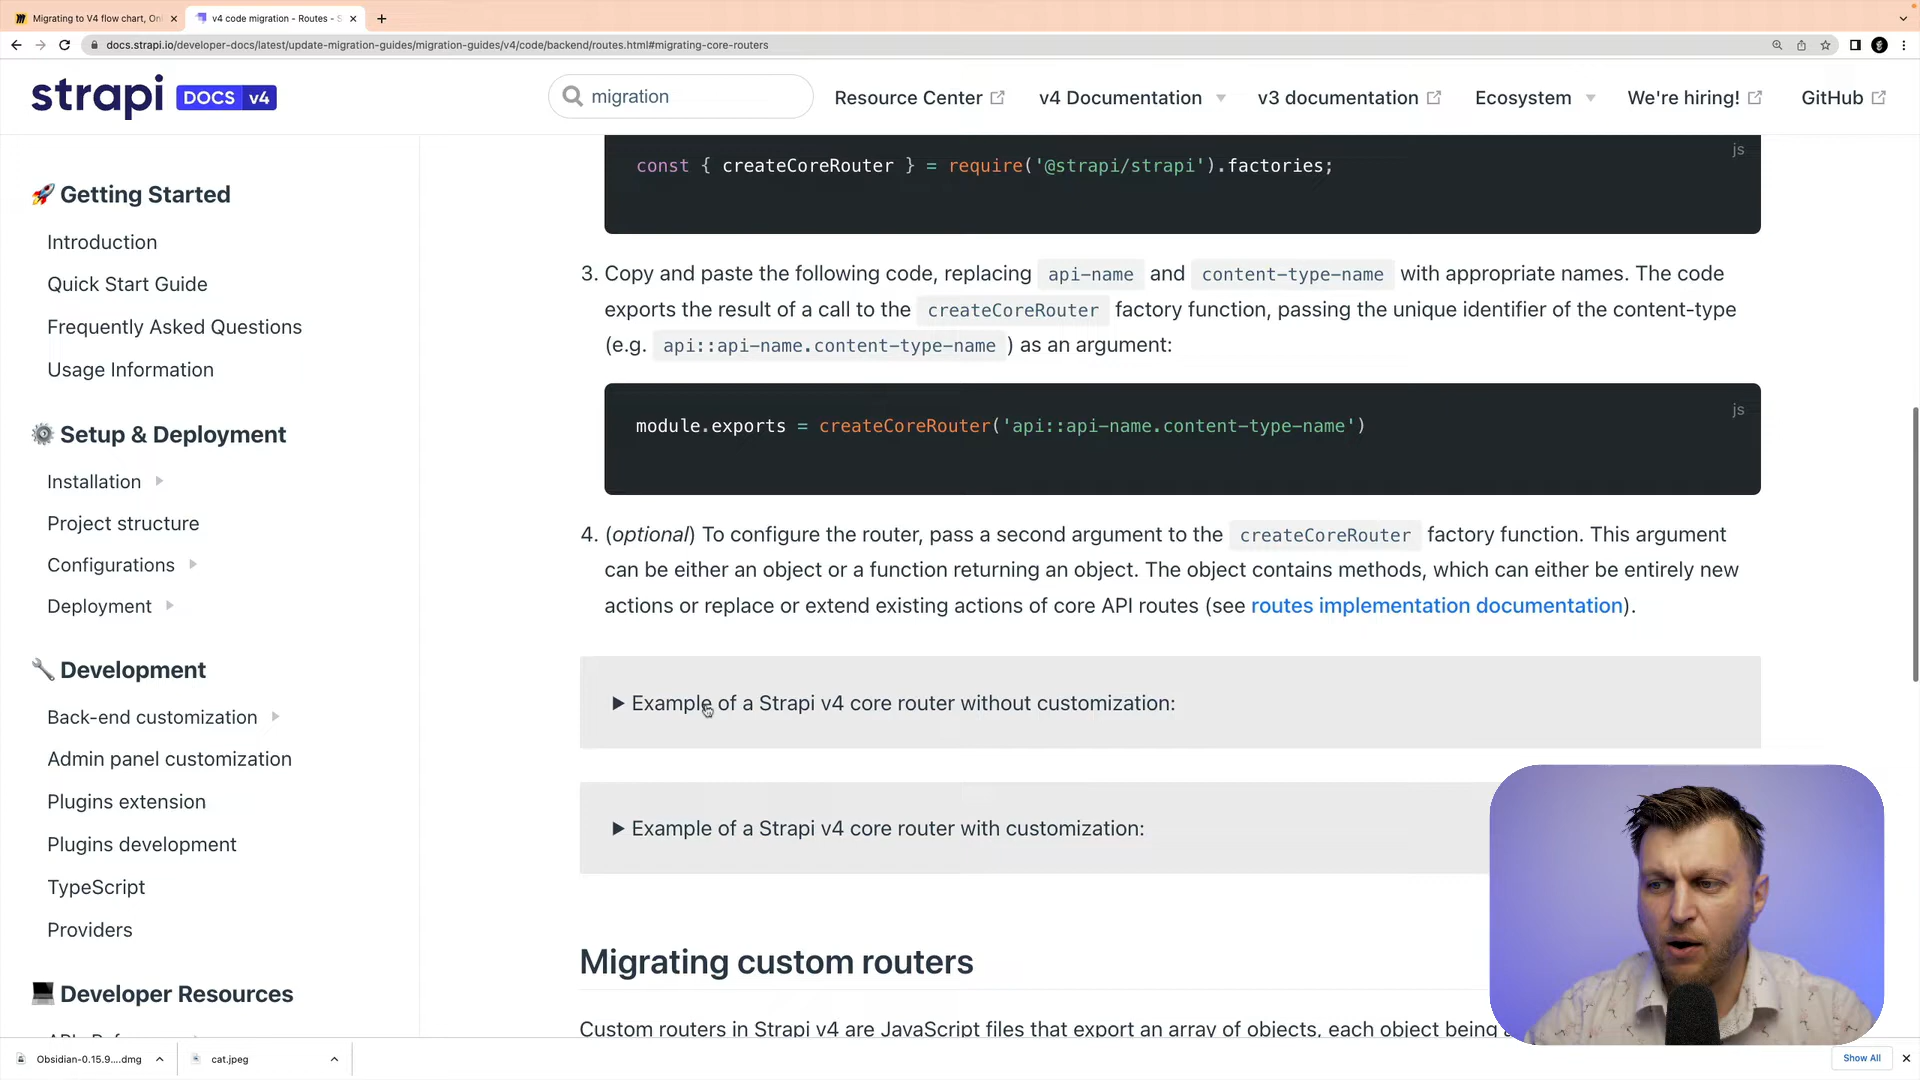 Migrating to V4 flow chart, Onl
v4 code migration - Routes - S
docs.strapi.io/developer-docs/latest/update-migration-guides/migration-guides/v4/code/backend/routes.html#migrating-core-routers
strapi DOCS v4
migration
Resource Center
v4 Documentation
v3 documentation
Ecosystem
We're hiring!
GitHub
Getting Started
Introduction
Quick Start Guide
Frequently Asked Questions
Usage Information
Setup & Deployment
Installation
Project structure
Configurations
Deployment
Development
Back-end customization
Admin panel customization
Plugins extension
Plugins development
TypeScript
Providers
Developer Resources
js
const { createCoreRouter } = require('@strapi/strapi').factories;
3. Copy and paste the following code, replacing api-name and content-type-name with appropriate names. The code
exports the result of a call to the createCoreRouter factory function, passing the unique identifier of the content-type
(e.g. api::api-name.content-type-name ) as an argument:
js
module.exports = createCoreRouter('api::api-name.content-type-name')
4. (optional) To configure the router, pass a second argument to the createCoreRouter factory function. This argument
can be either an object or a function returning an object. The object contains methods, which can either be entirely new
actions or replace or extend existing actions of core API routes (see routes implementation documentation).
Example of a Strapi v4 core router without customization:
Example of a Strapi v4 core router with customization:
Migrating custom routers
Custom routers in Strapi v4 are JavaScript files that export an array of objects, each object being
Obsidian-0.15.9....dmg
cat.jpeg
Show All